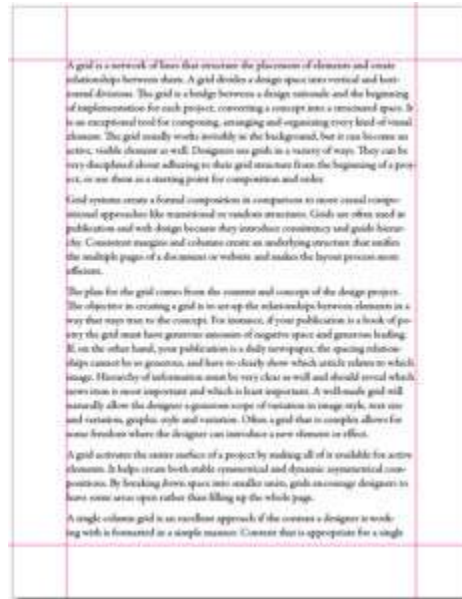 A grid is a network of lines that structure the placement of elements and create
relationships between them. A grid divides a design space into vertical and hori-
zontal divisions. The grid is a bridge between a design rationale and the beginning
of implementation for each project, converting a concept into a structured space. It
is an exceptional tool for composing, arranging and organizing every kind of visual
element. The grid usually works invisibly in the background, but it can become an
active, visible element as well. Designers use grids in a variety of ways. They can be
very disciplined about adhering to their grid structure from the beginning of a proj-
ect, or use them as a starting point for composition and order.
Grid systems create a formal composition in comparison to more casual compo-
sitional approaches like transitional or random structures. Grids are often used in
publication and web design because they introduce consistency and guide hierar-
chy. Consistent margins and columns create an underlying structure that unifies
the multiple pages of a document or website and makes the layout process more
efficient.
The plan for the grid comes from the content and concept of the design project.
The objective in creating a grid is to set up the relationships between elements in a
way that stays true to the concept. For instance, if your publication is a book of po-
etry the grid must have generous amounts of negative space and generous leading.
If, on the other hand, your publication is a daily newspaper, the spacing relation-
ships cannot be so generous, and have to clearly show which article relates to which
image. Hierarchy of information must be very clear as well and should reveal which
news item is most important and which is least important. A well-made grid will
naturally allow the designer a generous scope of variation in image style, text size
and variation, graphic style and variation. Often a grid that is complex allows for
some freedom where the designer can introduce a new element or effect.
A grid activates the entire surface of a project by making all of it available for active
elements. It helps create both stable symmetrical and dynamic asymmetrical com-
positions. By breaking down space into smaller units, grids encourage designers to
leave some areas open rather than filling up the whole page.
A single column grid is an excellent approach if the content a designer is work-
ing with is formatted in a simple manner. Content that is appropriate for a single